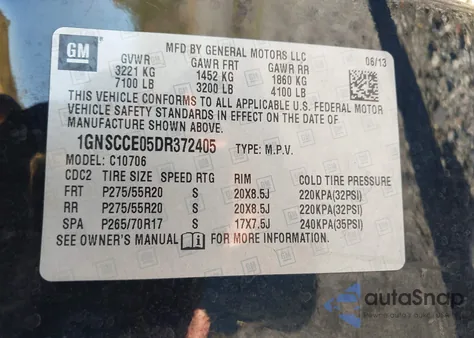 GM
MFD BY GENERAL MOTORS LLC
GVWR GAWR FRT GAWR RR 06/13
3221 KG 1452 KG 1860 KG
7100 LB 3200 LB 4100 LB
THIS VEHICLE CONFORMS TO ALL APPLICABLE U.S. FEDERAL MOTOR
VEHICLE SAFETY STANDARDS IN EFFECT ON THE DATE OF
MANUFACTURE SHOWN ABOVE.
1GNSCCE05DR372405 TYPE: M.P.V.
MODEL: C10706
CDC2 TIRE SIZE SPEED RTG RIM COLD TIRE PRESSURE
FRT P275/55R20 S 20X8.5J 220KPA(32PSI)
RR P275/55R20 S 20X8.5J 220KPA(32PSI)
SPA P265/70R17 S 17X7.5J 240KPA(35PSI)
SEE OWNER'S MANUAL
autaSnap